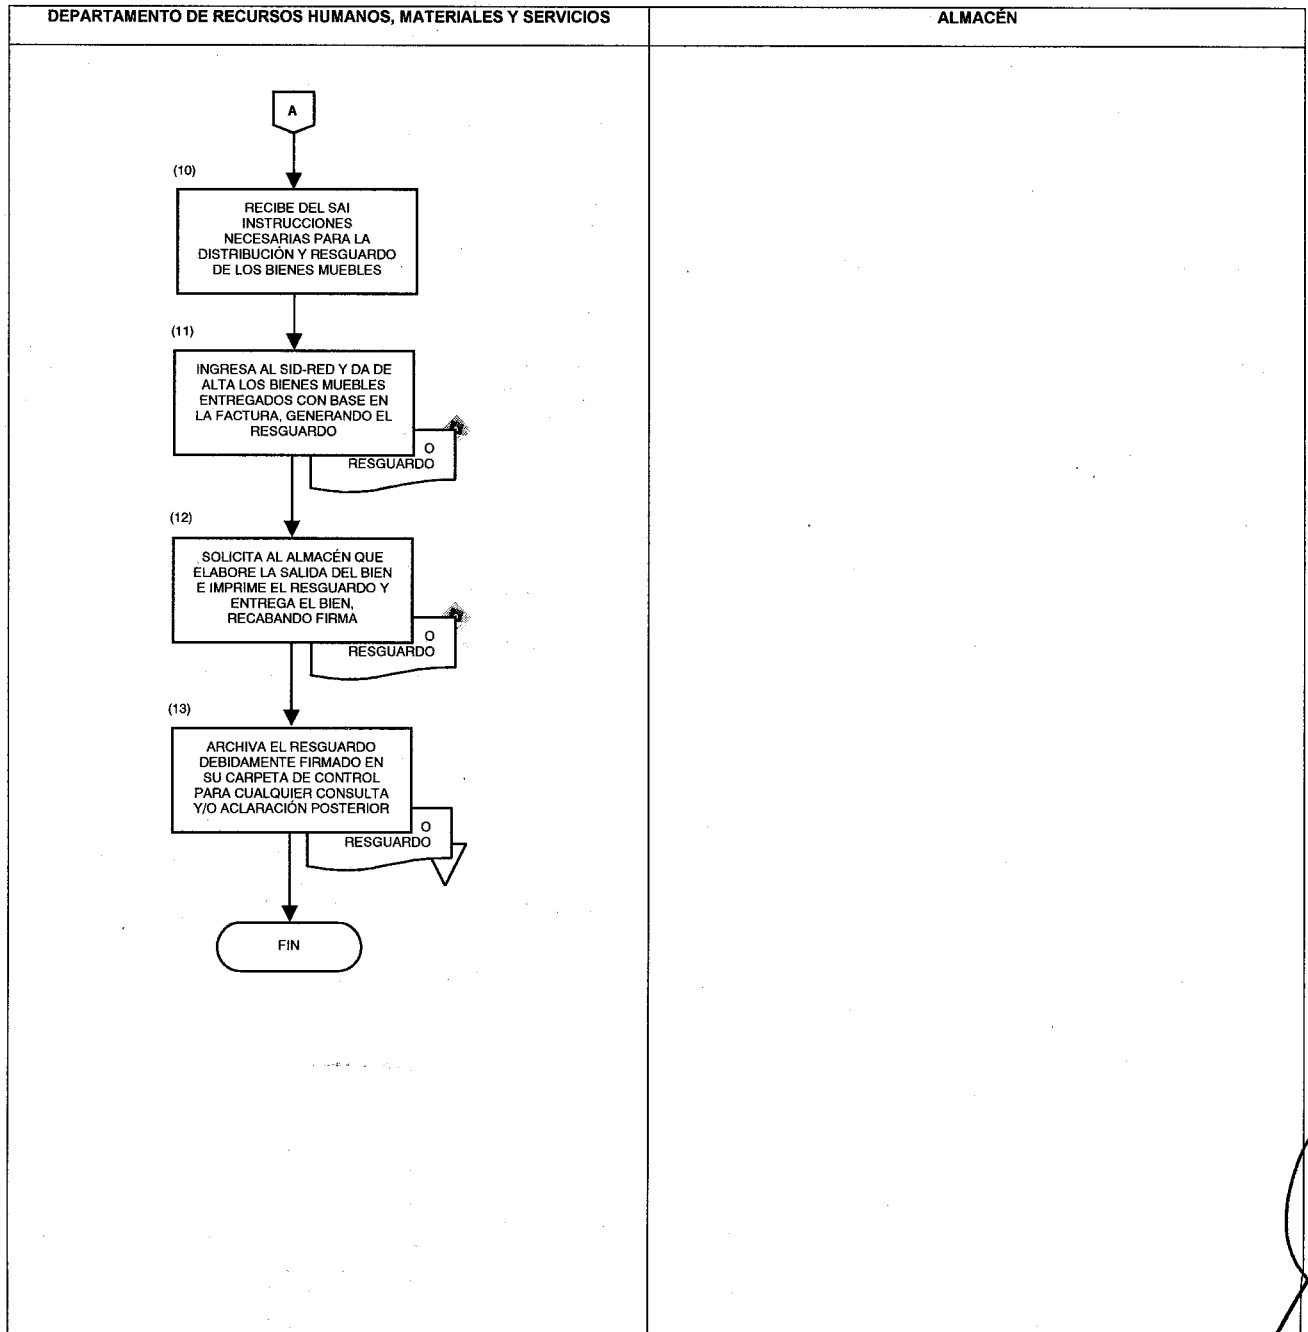 DEPARTAMENTO DE RECURSOS HUMANOS, MATERIALES Y SERVICIOS
ALMACÉN
A
(10)
RECIBE DEL SAI
INSTRUCCIONES
NECESARIAS PARA LA
DISTRIBUCIÓN Y RESGUARDO
DE LOS BIENES MUEBLES
(11)
INGRESA AL SID-RED Y DA DE
ALTA LOS BIENES MUEBLES
ENTREGADOS CON BASE EN
LA FACTURA, GENERANDO EL
RESGUARDO
O
RESGUARDO
(12)
SOLICITA AL ALMACÉN QUE
ELABORE LA SALIDA DEL BIEN
E IMPRIME EL RESGUARDO Y
ENTREGA EL BIEN,
RECABANDO FIRMA
O
RESGUARDO
(13)
ARCHIVA EL RESGUARDO
DEBIDAMENTE FIRMADO EN
SU CARPETA DE CONTROL
PARA CUALQUIER CONSULTA
Y/O ACLARACIÓN POSTERIOR
O
RESGUARDO
FIN